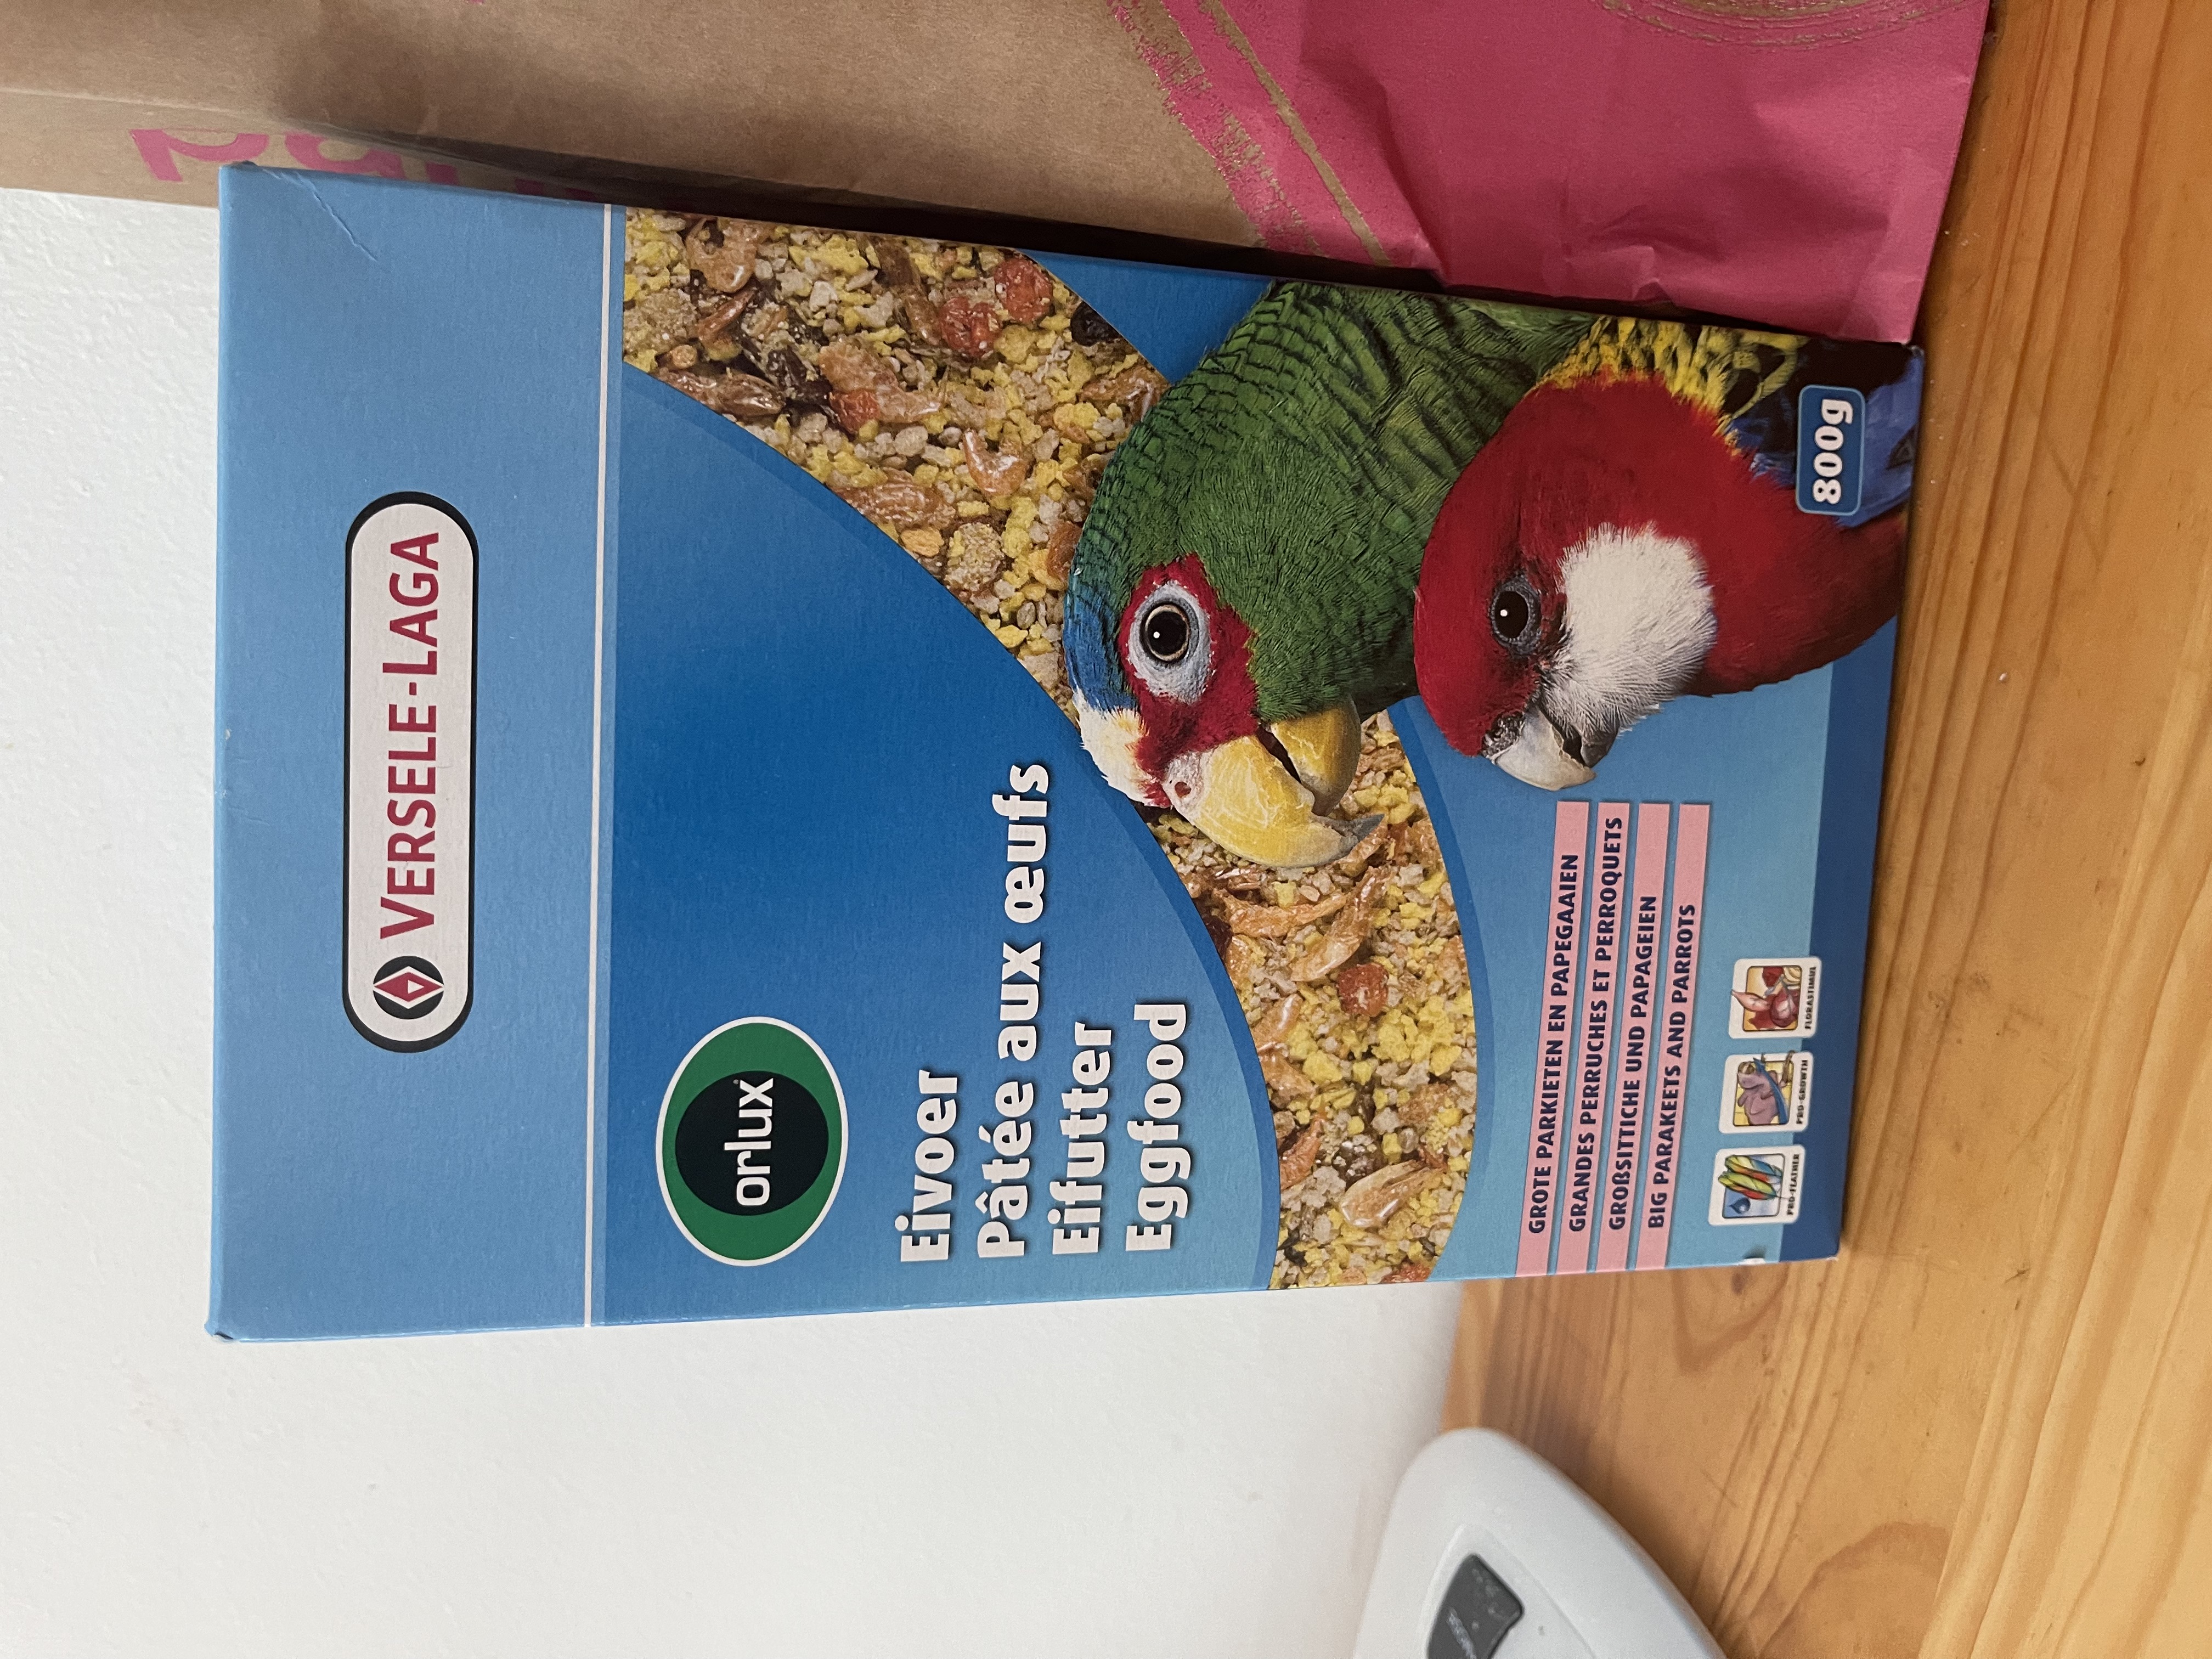 VERSELE-LAGA
orlux
Eivoer
Pâtée aux œufs
Eifutter
Eggfood
GROTE PARKIETEN EN PAPEGAAIEN
GRANDES PERRUCHES ET PERROQUETS
GROßSITTICHE UND PAPAGEIEN
BIG PARAKEETS AND PARROTS
PRO-FEATHER
PRO-GROWTH
FLORASTIMUL
800g